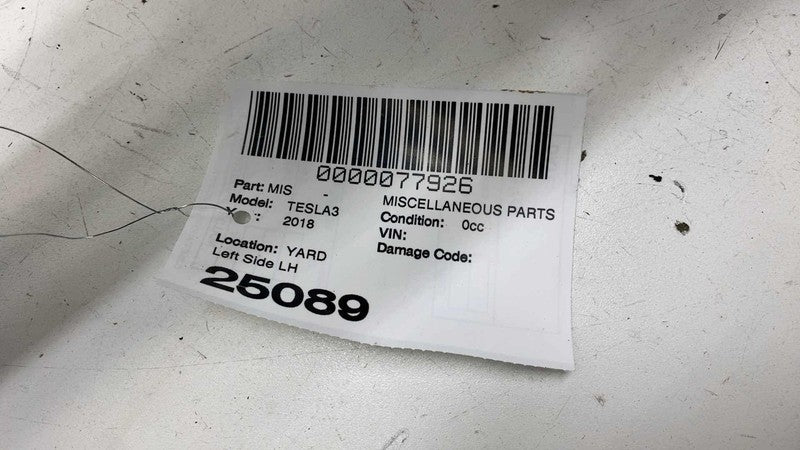 0000077926
Part: MIS - MISCELLANEOUS PARTS
Model: TESLA3 Condition: 0cc
: 2018 VIN:
Location: YARD Damage Code:
Left Side LH
25089